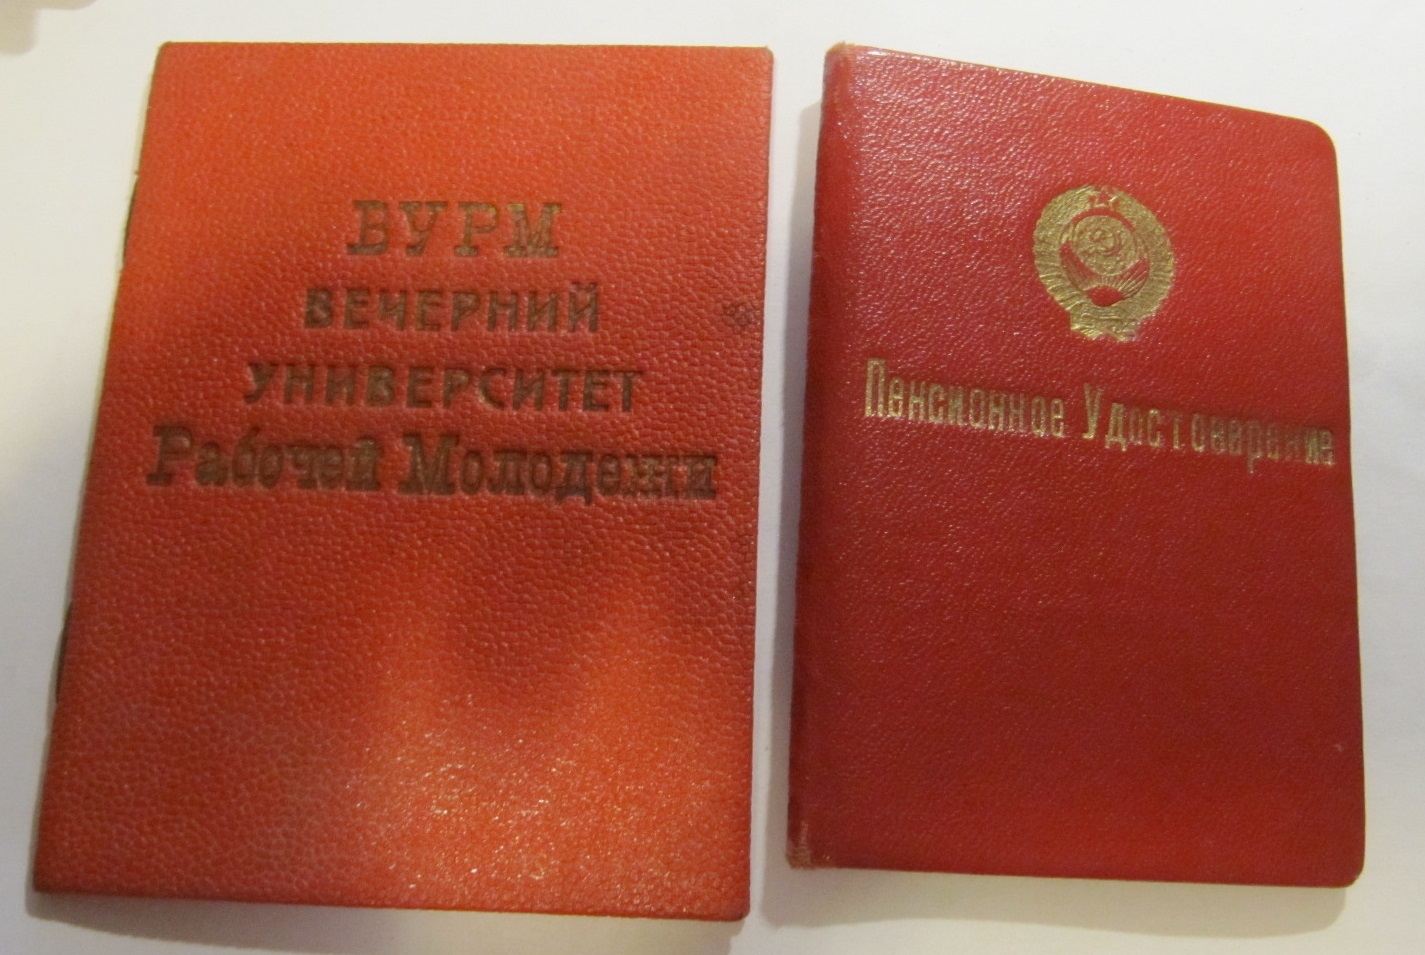 ВУРМ
ВЕЧЕРНИЙ
УНИВЕРСИТЕТ
Рабочей Молодежи
Пенсионное Удостоверение